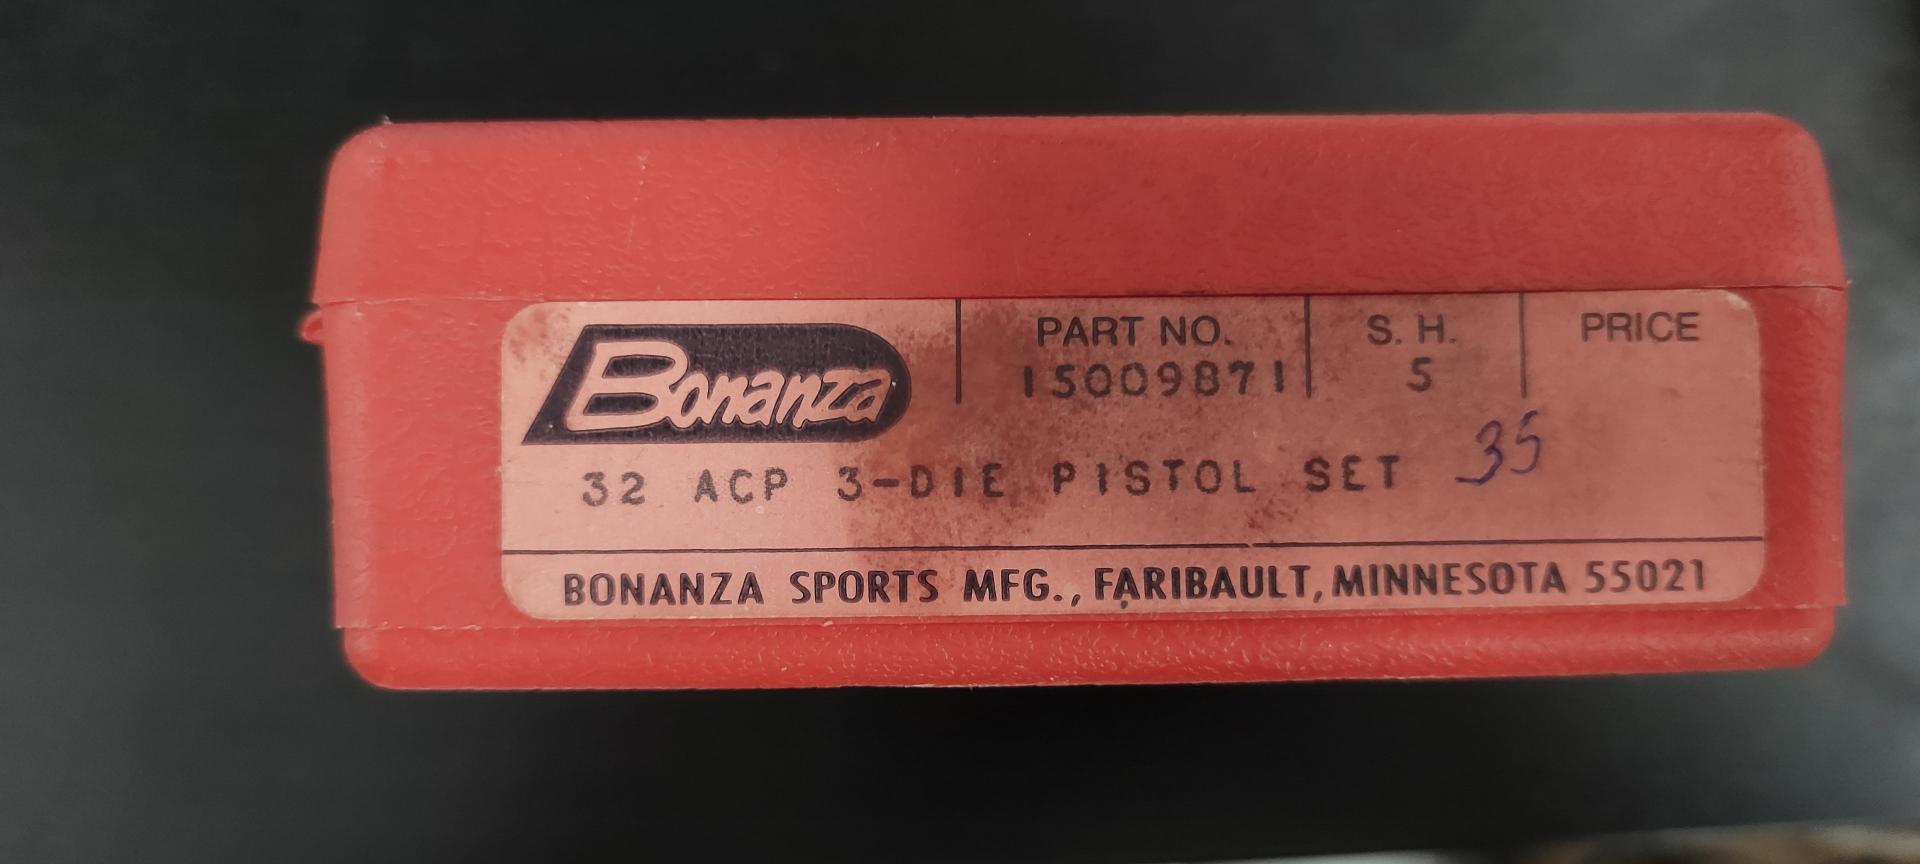 Bonanza
PART NO. S. H. PRICE
15009871 5
32 ACP 3-DIE PISTOL SET 35
BONANZA SPORTS MFG., FARIBAULT, MINNESOTA 55021